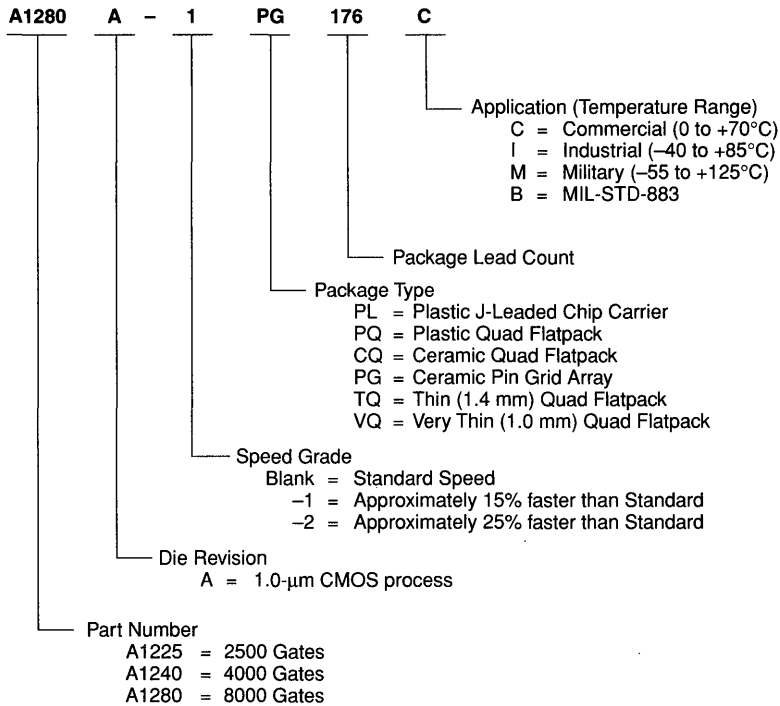 A1280 A – 1 PG 176 C
Application (Temperature Range)
C = Commercial (0 to +70°C)
I = Industrial (–40 to +85°C)
M = Military (–55 to +125°C)
B = MIL-STD-883
Package Lead Count
Package Type
PL = Plastic J-Leaded Chip Carrier
PQ = Plastic Quad Flatpack
CQ = Ceramic Quad Flatpack
PG = Ceramic Pin Grid Array
TQ = Thin (1.4 mm) Quad Flatpack
VQ = Very Thin (1.0 mm) Quad Flatpack
Speed Grade
Blank = Standard Speed
–1 = Approximately 15% faster than Standard
–2 = Approximately 25% faster than Standard
Die Revision
A = 1.0-µm CMOS process
Part Number
A1225 = 2500 Gates
A1240 = 4000 Gates
A1280 = 8000 Gates